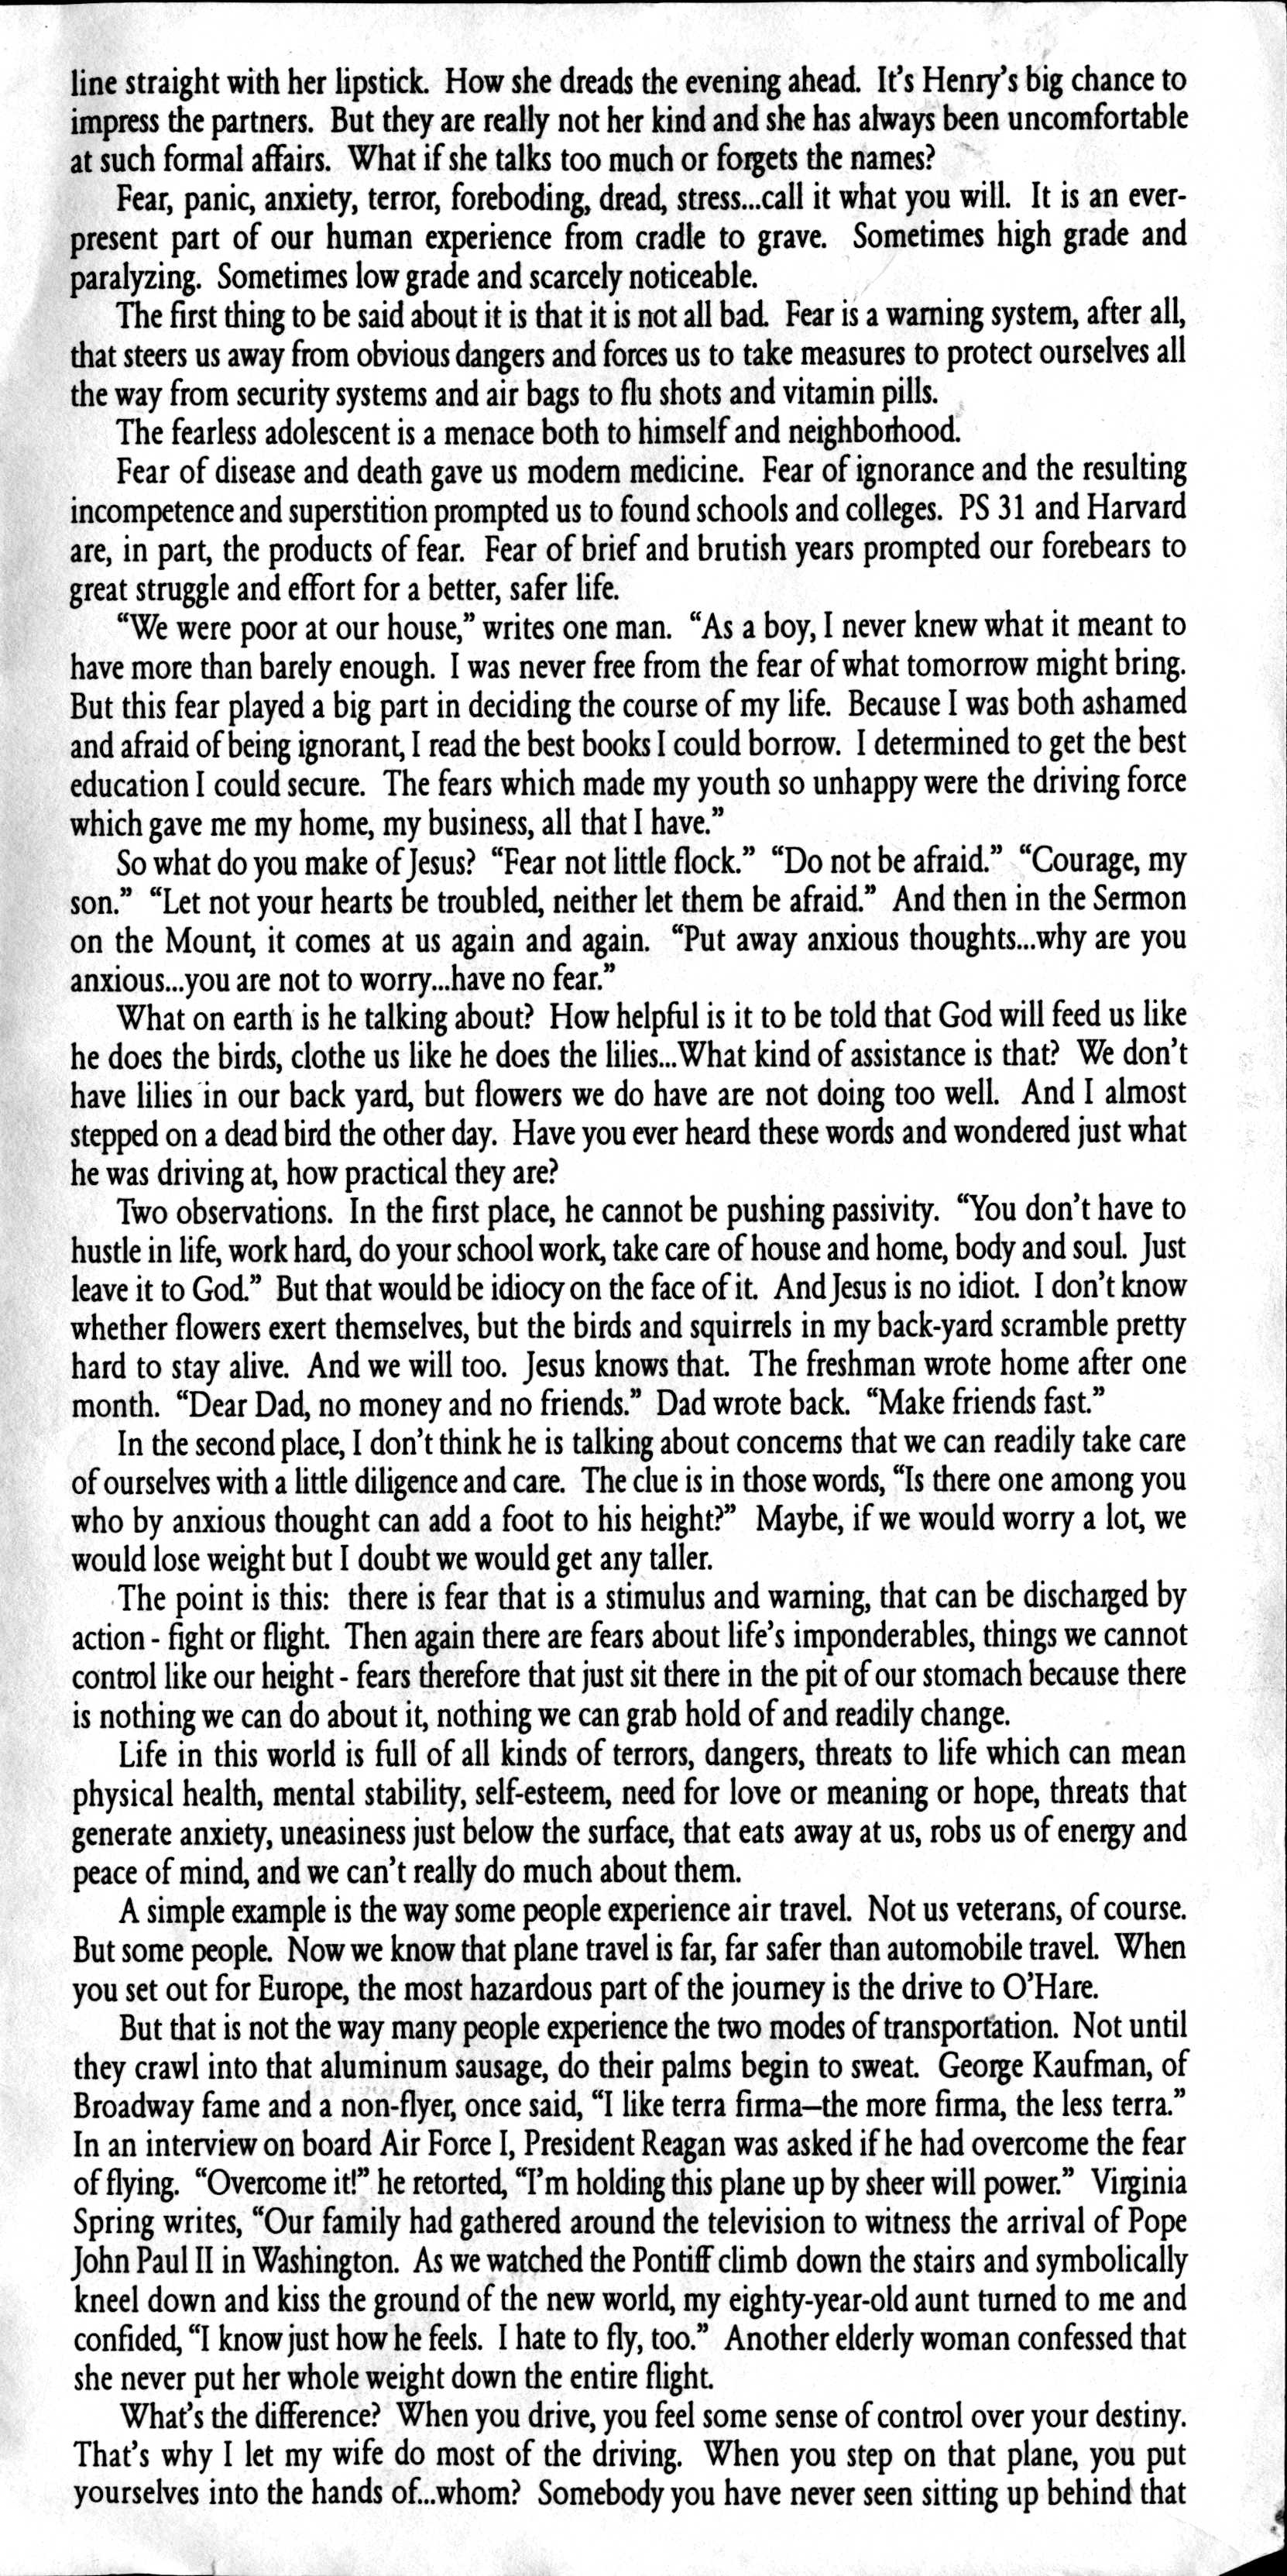 line straight with her lipstick. How she dreads the evening ahead. It's Henry's big chance to
impress the partners. But they are really not her kind and she has always been uncomfortable
at such formal affairs. What if she talks too much or forgets the names?
Fear, panic, anxiety, terror, foreboding, dread, stress...call it what you will. It is an ever-
present part of our human experience from cradle to grave. Sometimes high grade and
paralyzing. Sometimes low grade and scarcely noticeable.
The first thing to be said about it is that it is not all bad. Fear is a warning system, after all,
that steers us away from obvious dangers and forces us to take measures to protect ourselves all
the way from security systems and air bags to flu shots and vitamin pills.
The fearless adolescent is a menace both to himself and neighborhood.
Fear of disease and death gave us modern medicine. Fear of ignorance and the resulting
incompetence and superstition prompted us to found schools and colleges. PS 31 and Harvard
are, in part, the products of fear. Fear of brief and brutish years prompted our forebears to
great struggle and effort for a better, safer life.
"We were poor at our house," writes one man. "As a boy, I never knew what it meant to
have more than barely enough. I was never free from the fear of what tomorrow might bring.
But this fear played a big part in deciding the course of my life. Because I was both ashamed
and afraid of being ignorant, I read the best books I could borrow. I determined to get the best
education I could secure. The fears which made my youth so unhappy were the driving force
which gave me my home, my business, all that I have."
So what do you make of Jesus? "Fear not little flock." "Do not be afraid." "Courage, my
son." "Let not your hearts be troubled, neither let them be afraid." And then in the Sermon
on the Mount, it comes at us again and again. "Put away anxious thoughts...why are you
anxious...you are not to worry...have no fear."
What on earth is he talking about? How helpful is it to be told that God will feed us like
he does the birds, clothe us like he does the lilies...What kind of assistance is that? We don't
have lilies in our back yard, but flowers we do have are not doing too well. And I almost
stepped on a dead bird the other day. Have you ever heard these words and wondered just what
he was driving at, how practical they are?
Two observations. In the first place, he cannot be pushing passivity. "You don't have to
hustle in life, work hard, do your school work, take care of house and home, body and soul. Just
leave it to God." But that would be idiocy on the face of it. And Jesus is no idiot. I don't know
whether flowers exert themselves, but the birds and squirrels in my back-yard scramble pretty
hard to stay alive. And we will too. Jesus knows that. The freshman wrote home after one
month. "Dear Dad, no money and no friends." Dad wrote back. "Make friends fast."
In the second place, I don't think he is talking about concerns that we can readily take care
of ourselves with a little diligence and care. The clue is in those words, "Is there one among you
who by anxious thought can add a foot to his height?" Maybe, if we would worry a lot, we
would lose weight but I doubt we would get any taller.
The point is this: there is fear that is a stimulus and warning, that can be discharged by
action - fight or flight. Then again there are fears about life's imponderables, things we cannot
control like our height - fears therefore that just sit there in the pit of our stomach because there
is nothing we can do about it, nothing we can grab hold of and readily change.
Life in this world is full of all kinds of terrors, dangers, threats to life which can mean
physical health, mental stability, self-esteem, need for love or meaning or hope, threats that
generate anxiety, uneasiness just below the surface, that eats away at us, robs us of energy and
peace of mind, and we can't really do much about them.
A simple example is the way some people experience air travel. Not us veterans, of course.
But some people. Now we know that plane travel is far, far safer than automobile travel. When
you set out for Europe, the most hazardous part of the journey is the drive to O'Hare.
But that is not the way many people experience the two modes of transportation. Not until
they crawl into that aluminum sausage, do their palms begin to sweat. George Kaufman, of
Broadway fame and a non-flyer, once said, "I like terra firma–the more firma, the less terra."
In an interview on board Air Force I, President Reagan was asked if he had overcome the fear
of flying. "Overcome it!" he retorted, "I'm holding this plane up by sheer will power." Virginia
Spring writes, "Our family had gathered around the television to witness the arrival of Pope
John Paul II in Washington. As we watched the Pontiff climb down the stairs and symbolically
kneel down and kiss the ground of the new world, my eighty-year-old aunt turned to me and
confided, "I know just how he feels. I hate to fly, too." Another elderly woman confessed that
she never put her whole weight down the entire flight.
What's the difference? When you drive, you feel some sense of control over your destiny.
That's why I let my wife do most of the driving. When you step on that plane, you put
yourselves into the hands of...whom? Somebody you have never seen sitting up behind that